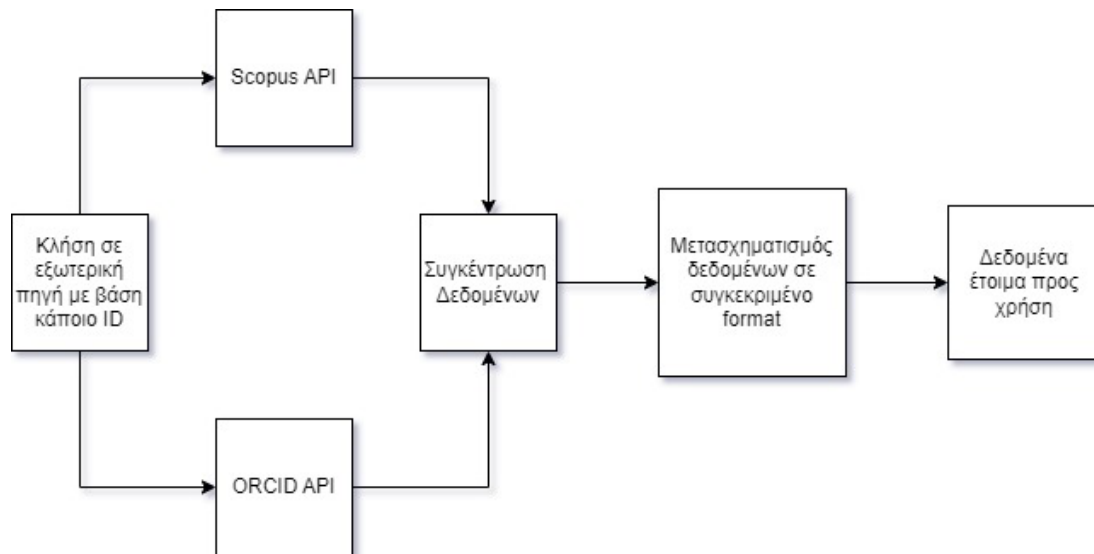 Scopus API
Κλήση σε
εξωτερική
πηγή με βάση
κάποιο ID
Συγκέντρωση
Δεδομένων
Μετασχηματισμός
δεδομένων σε
συγκεκριμένο
format
Δεδομένα
έτοιμα προς
χρήση
ORCID API